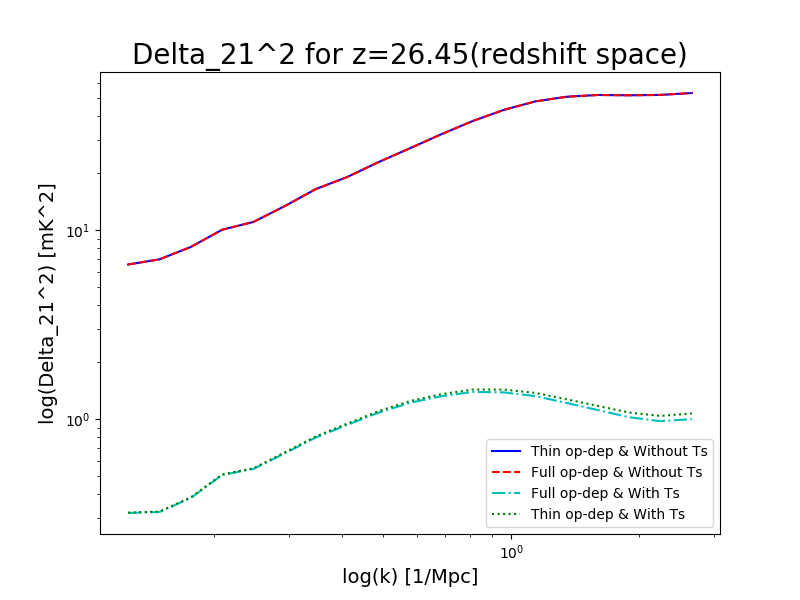 Delta_21^2 for z=26.45(redshift space)
log(Delta_21^2) [mK^2]
10^1
10^0
Thin op-dep & Without Ts
Full op-dep & Without Ts
Full op-dep & With Ts
Thin op-dep & With Ts
10^0
log(k) [1/Mpc]